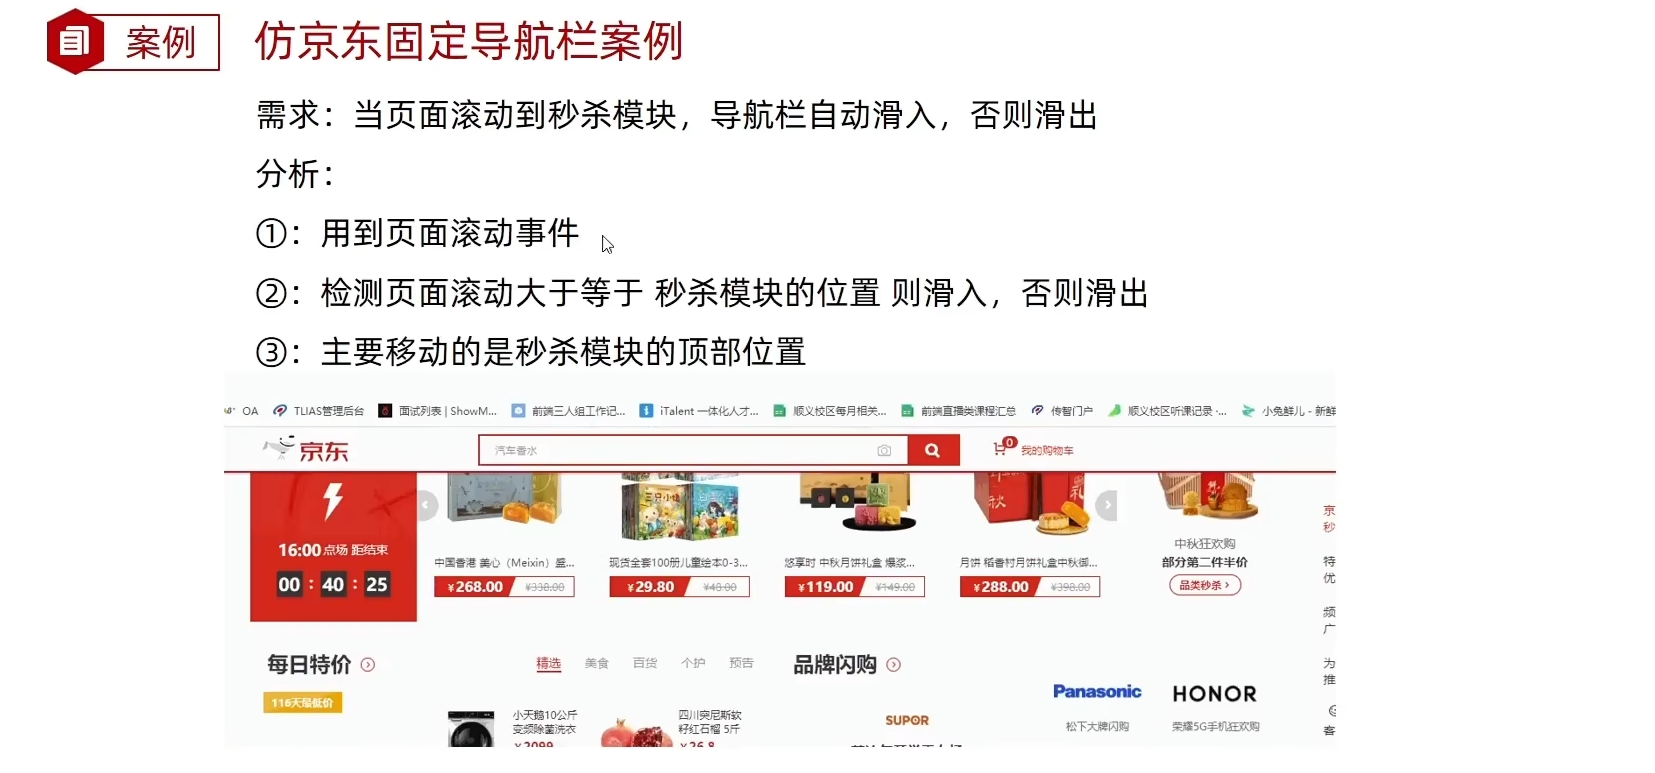 案例
仿京东固定导航栏案例
需求：当页面滚动到秒杀模块，导航栏自动滑入，否则滑出
分析：
①：用到页面滚动事件
②：检测页面滚动大于等于 秒杀模块的位置 则滑入，否则滑出
③：主要移动的是秒杀模块的顶部位置
OA TLIAS管理后台 面试列表 | ShowM... 前端三人组工作记... iTalent 一体化人才... 顺义校区每月相关... 前端直播类课程汇总 传智门户 顺义校区听课记录 -... 小兔鲜儿 - 新鲜
京东 汽车香水 0 我的购物车
16:00 点场 距结束
00 : 40 : 25
中国香港 美心（Meixin）盛... 现货全套100册儿童绘本0-3... 悠享时 中秋月饼礼盒 爆浆... 月饼 稻香村月饼礼盒中秋御...
¥268.00 ¥338.00 ¥29.80 ¥48.00 ¥119.00 ¥149.00 ¥288.00 ¥398.00
中秋狂欢购
部分第二件半价
品类秒杀 ›
京
秒
特
优
频
广
为
推
客
每日特价 精选 美食 百货 个护 预告 品牌闪购
116天最低价
小天鹅10公斤
变频除菌洗衣
¥2099
四川突尼斯软
籽红石榴 5斤
¥26.8
SUPOR
Panasonic
松下大牌闪购
HONOR
荣耀5G手机狂欢购